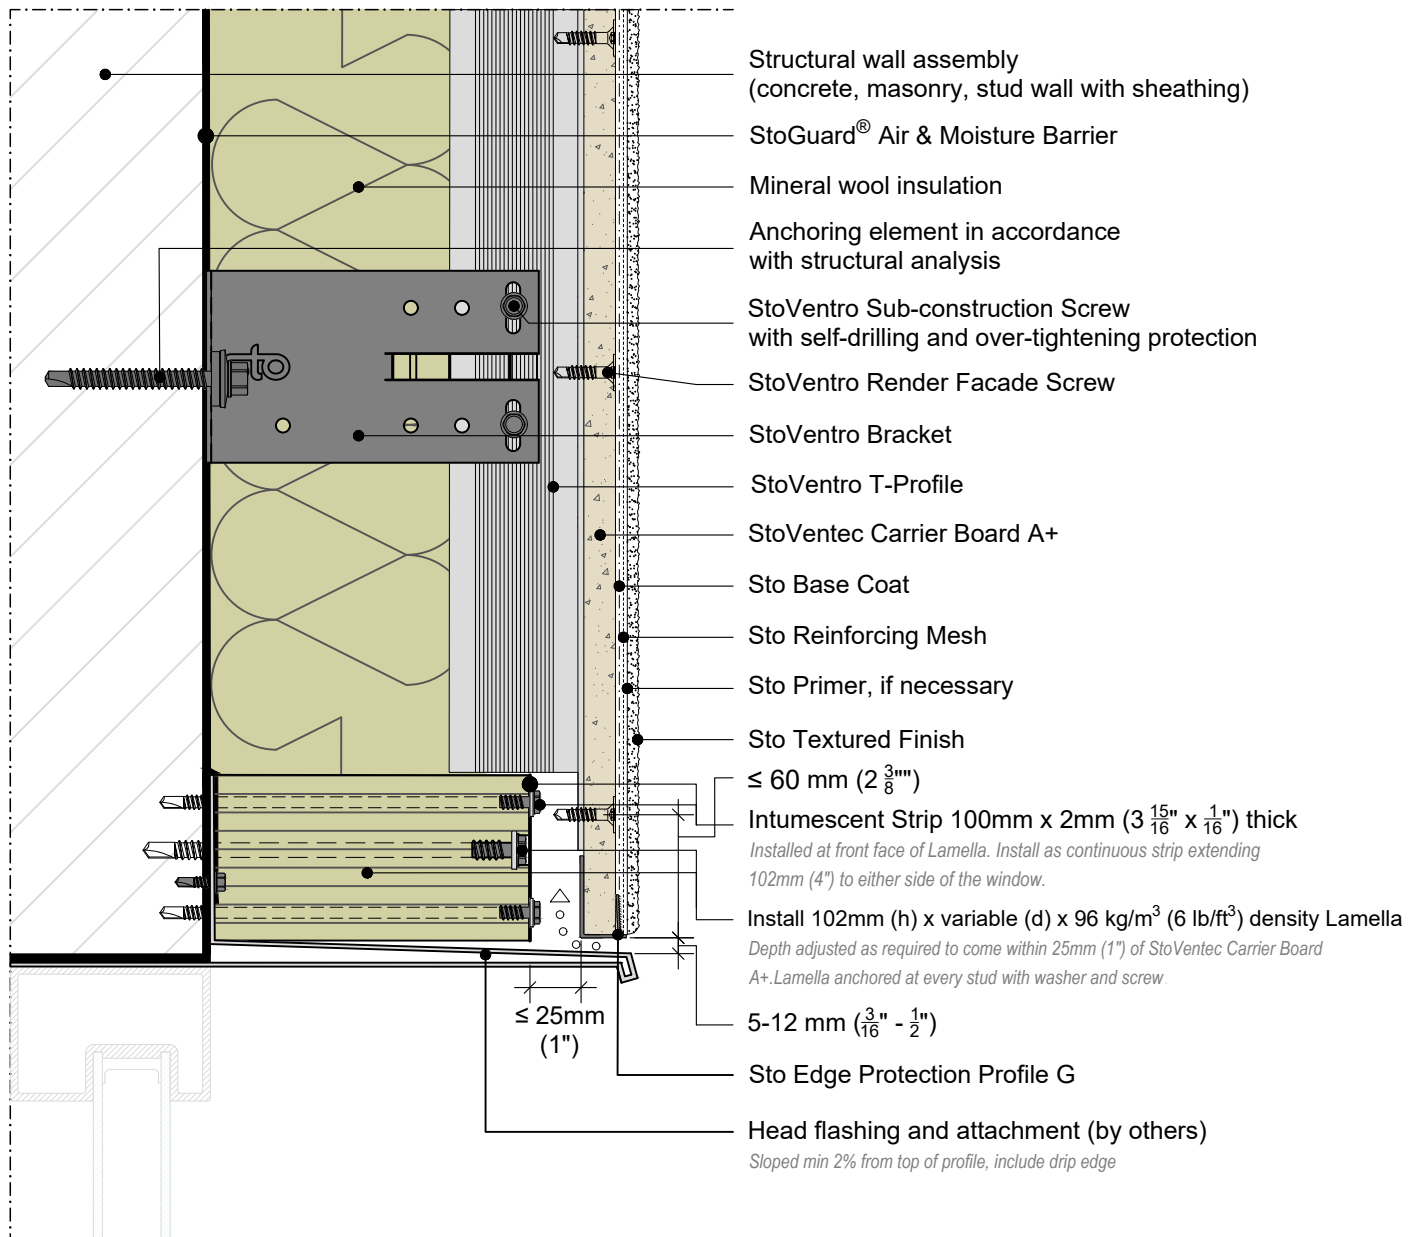 Structural wall assembly
(concrete, masonry, stud wall with sheathing)
StoGuard® Air & Moisture Barrier
Mineral wool insulation
Anchoring element in accordance
with structural analysis
StoVentro Sub-construction Screw
with self-drilling and over-tightening protection
StoVentro Render Facade Screw
StoVentro Bracket
StoVentro T-Profile
StoVentec Carrier Board A+
Sto Base Coat
Sto Reinforcing Mesh
Sto Primer, if necessary
Sto Textured Finish
≤ 60 mm (2 3/8"")
Intumescent Strip 100mm x 2mm (3 15/16" x 1/16") thick
Installed at front face of Lamella. Install as continuous strip extending
102mm (4") to either side of the window.
Install 102mm (h) x variable (d) x 96 kg/m³ (6 lb/ft³) density Lamella
Depth adjusted as required to come within 25mm (1") of StoVentec Carrier Board
A+.Lamella anchored at every stud with washer and screw.
≤ 25mm
(1")
5-12 mm (3/16" - 1/2")
Sto Edge Protection Profile G
Head flashing and attachment (by others)
Sloped min 2% from top of profile, include drip edge